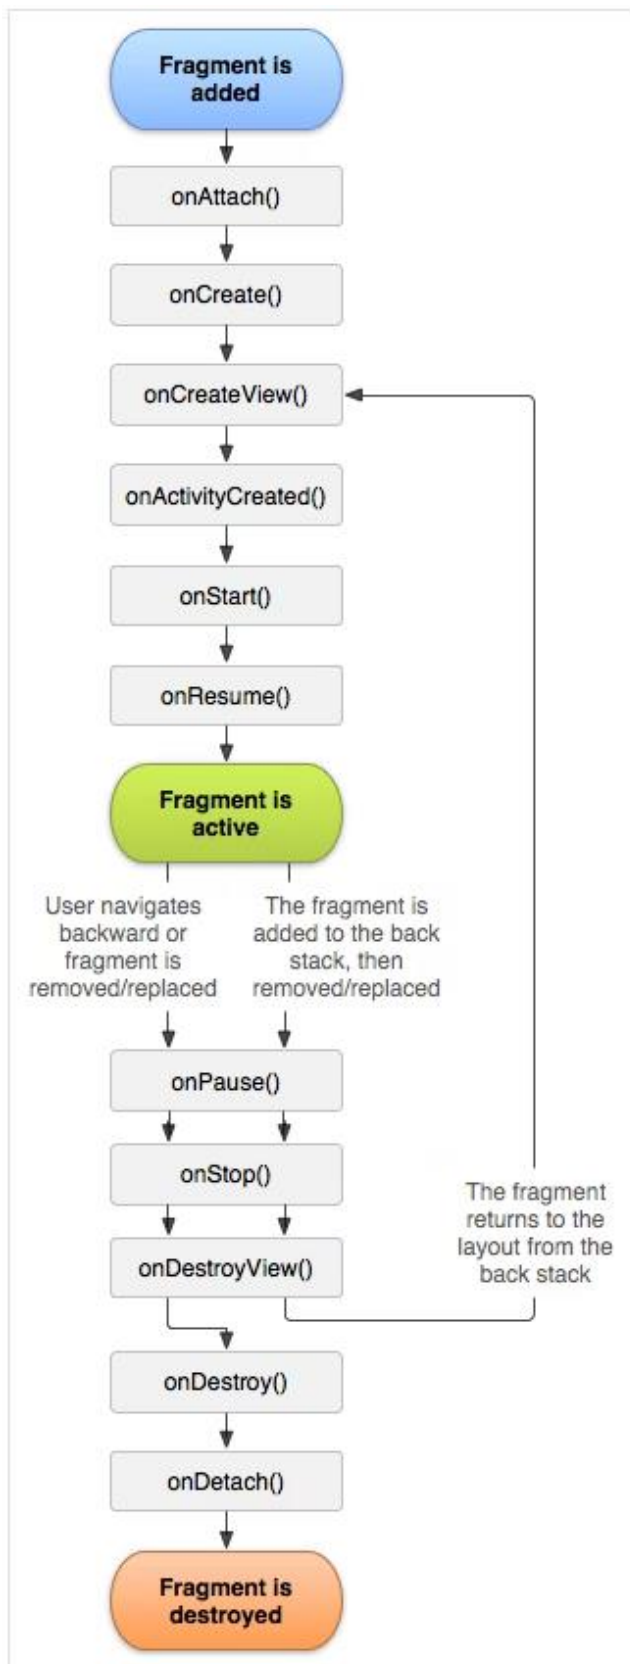 Fragment is
added
onAttach()
onCreate()
onCreateView()
onActivityCreated()
onStart()
onResume()
Fragment is
active
User navigates
backward or
fragment is
removed/replaced
The fragment is
added to the back
stack, then
removed/replaced
onPause()
onStop()
onDestroyView()
The fragment
returns to the
layout from the
back stack
onDestroy()
onDetach()
Fragment is
destroyed